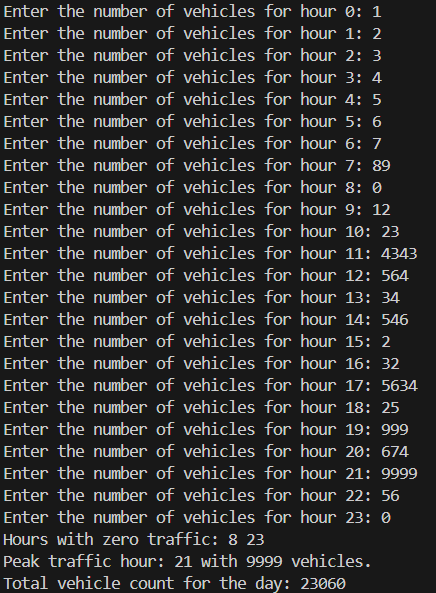 Enter the number of vehicles for hour 0: 1
Enter the number of vehicles for hour 1: 2
Enter the number of vehicles for hour 2: 3
Enter the number of vehicles for hour 3: 4
Enter the number of vehicles for hour 4: 5
Enter the number of vehicles for hour 5: 6
Enter the number of vehicles for hour 6: 7
Enter the number of vehicles for hour 7: 89
Enter the number of vehicles for hour 8: 0
Enter the number of vehicles for hour 9: 12
Enter the number of vehicles for hour 10: 23
Enter the number of vehicles for hour 11: 4343
Enter the number of vehicles for hour 12: 564
Enter the number of vehicles for hour 13: 34
Enter the number of vehicles for hour 14: 546
Enter the number of vehicles for hour 15: 2
Enter the number of vehicles for hour 16: 32
Enter the number of vehicles for hour 17: 5634
Enter the number of vehicles for hour 18: 25
Enter the number of vehicles for hour 19: 999
Enter the number of vehicles for hour 20: 674
Enter the number of vehicles for hour 21: 9999
Enter the number of vehicles for hour 22: 56
Enter the number of vehicles for hour 23: 0
Hours with zero traffic: 8 23
Peak traffic hour: 21 with 9999 vehicles.
Total vehicle count for the day: 23060